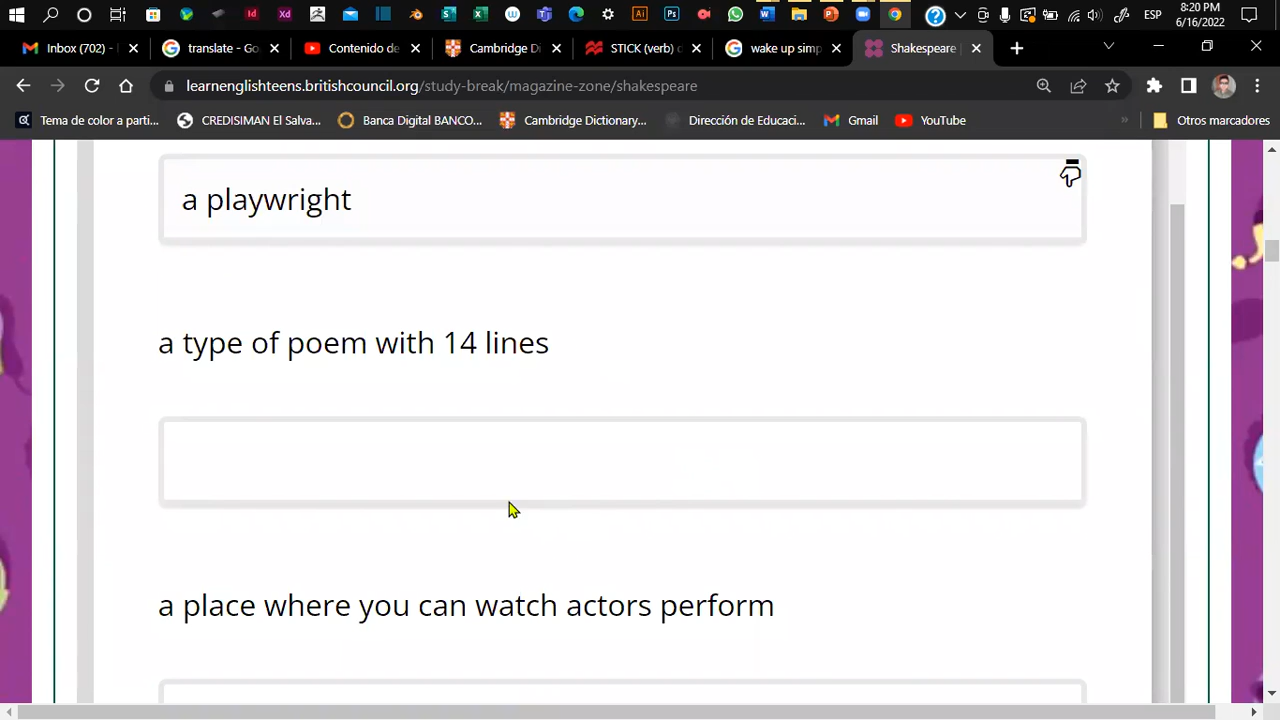 8:20 PM
ESP
6/16/2022
Inbox (702) -
translate - Go
Contenido de
Cambridge Di
STICK (verb) c
wake up simp
Shakespeare
learnenglishteens.britishcouncil.org/study-break/magazine-zone/shakespeare
Tema de color a parti...
CREDISIMAN El Salva...
Banca Digital BANCO...
Cambridge Dictionary...
Dirección de Educaci...
Gmail
YouTube
»
Otros marcadores
a playwright
a type of poem with 14 lines
a place where you can watch actors perform